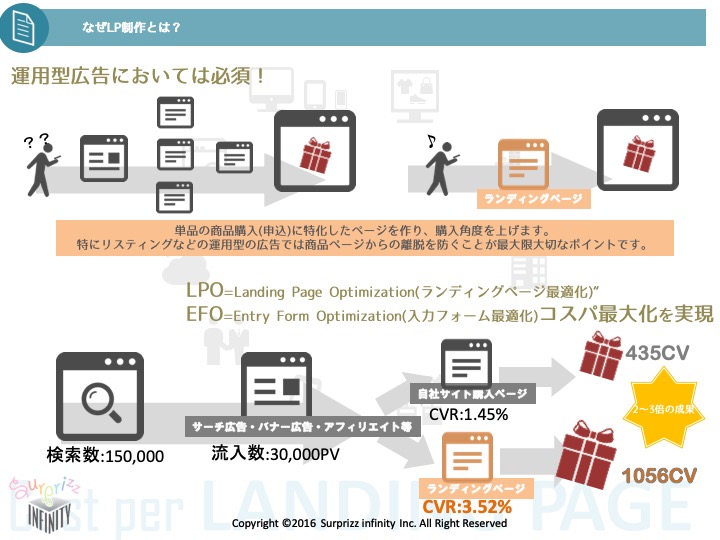 なぜLP制作とは？
運用型広告においては必須！
? ?
ランディングページ
単品の商品購入(申込)に特化したページを作り、購入角度を上げます。
特にリスティングなどの運用型の広告では商品ページからの離脱を防ぐことが最大限大切なポイントです。
LPO=Landing Page Optimization(ランディングページ最適化)”
EFO=Entry Form Optimization(入力フォーム最適化)コスパ最大化を実現
435CV
自社サイト購入ページ
CVR:1.45%
2～3倍の成果
サーチ広告・バナー広告・アフィリエイト等
検索数:150,000
流入数:30,000PV
1056CV
ランディングページ
CVR:3.52%
Surprizz
INFINITY
Cost per LANDING PAGE
Copyright ©2016 Surprizz infinity Inc. All Right Reserved